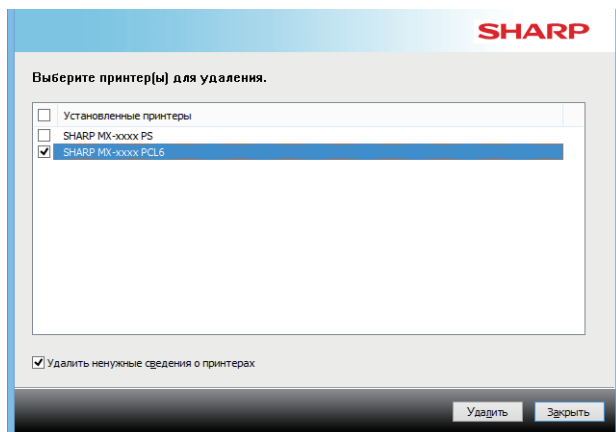 SHARP
Выберите принтер(ы) для удаления.
Установленные принтеры
SHARP MX-xxxx PS
SHARP MX-xxxx PCL6
Удалить ненужные сведения о принтерах
Удалить Закрыть